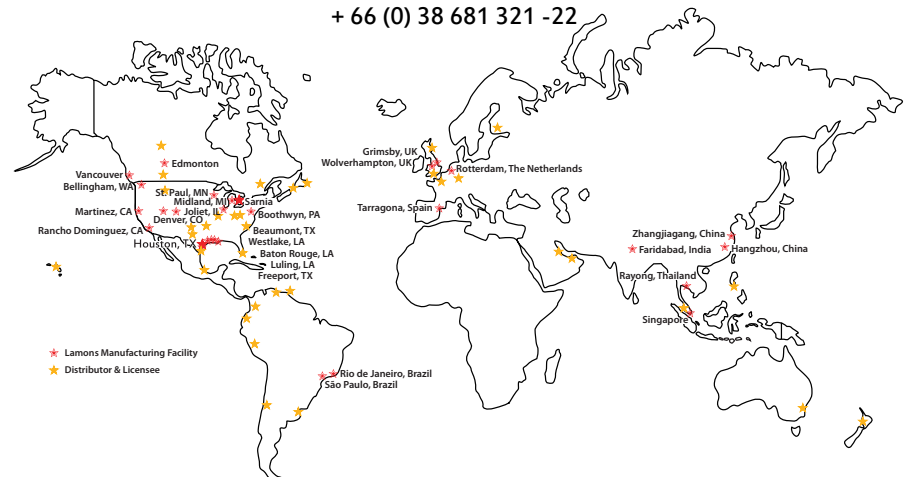 + 66 (0) 38 681 321 -22
Grimsby, UK
Wolverhampton, UK
Rotterdam, The Netherlands
Edmonton
Vancouver
Bellingham, WA
St. Paul, MN
Midland, MI
Sarnia
Martinez, CA
Joliet, IL
Boothwyn, PA
Denver, CO
Tarragona, Spain
Rancho Dominguez, CA
Beaumont, TX
Houston, TX
Westlake, LA
Baton Rouge, LA
Luling, LA
Freeport, TX
Zhangjiagang, China
Faridabad, India
Hangzhou, China
Rayong, Thailand
Singapore
Lamons Manufacturing Facility
Distributor & Licensee
Rio de Janeiro, Brazil
São Paulo, Brazil